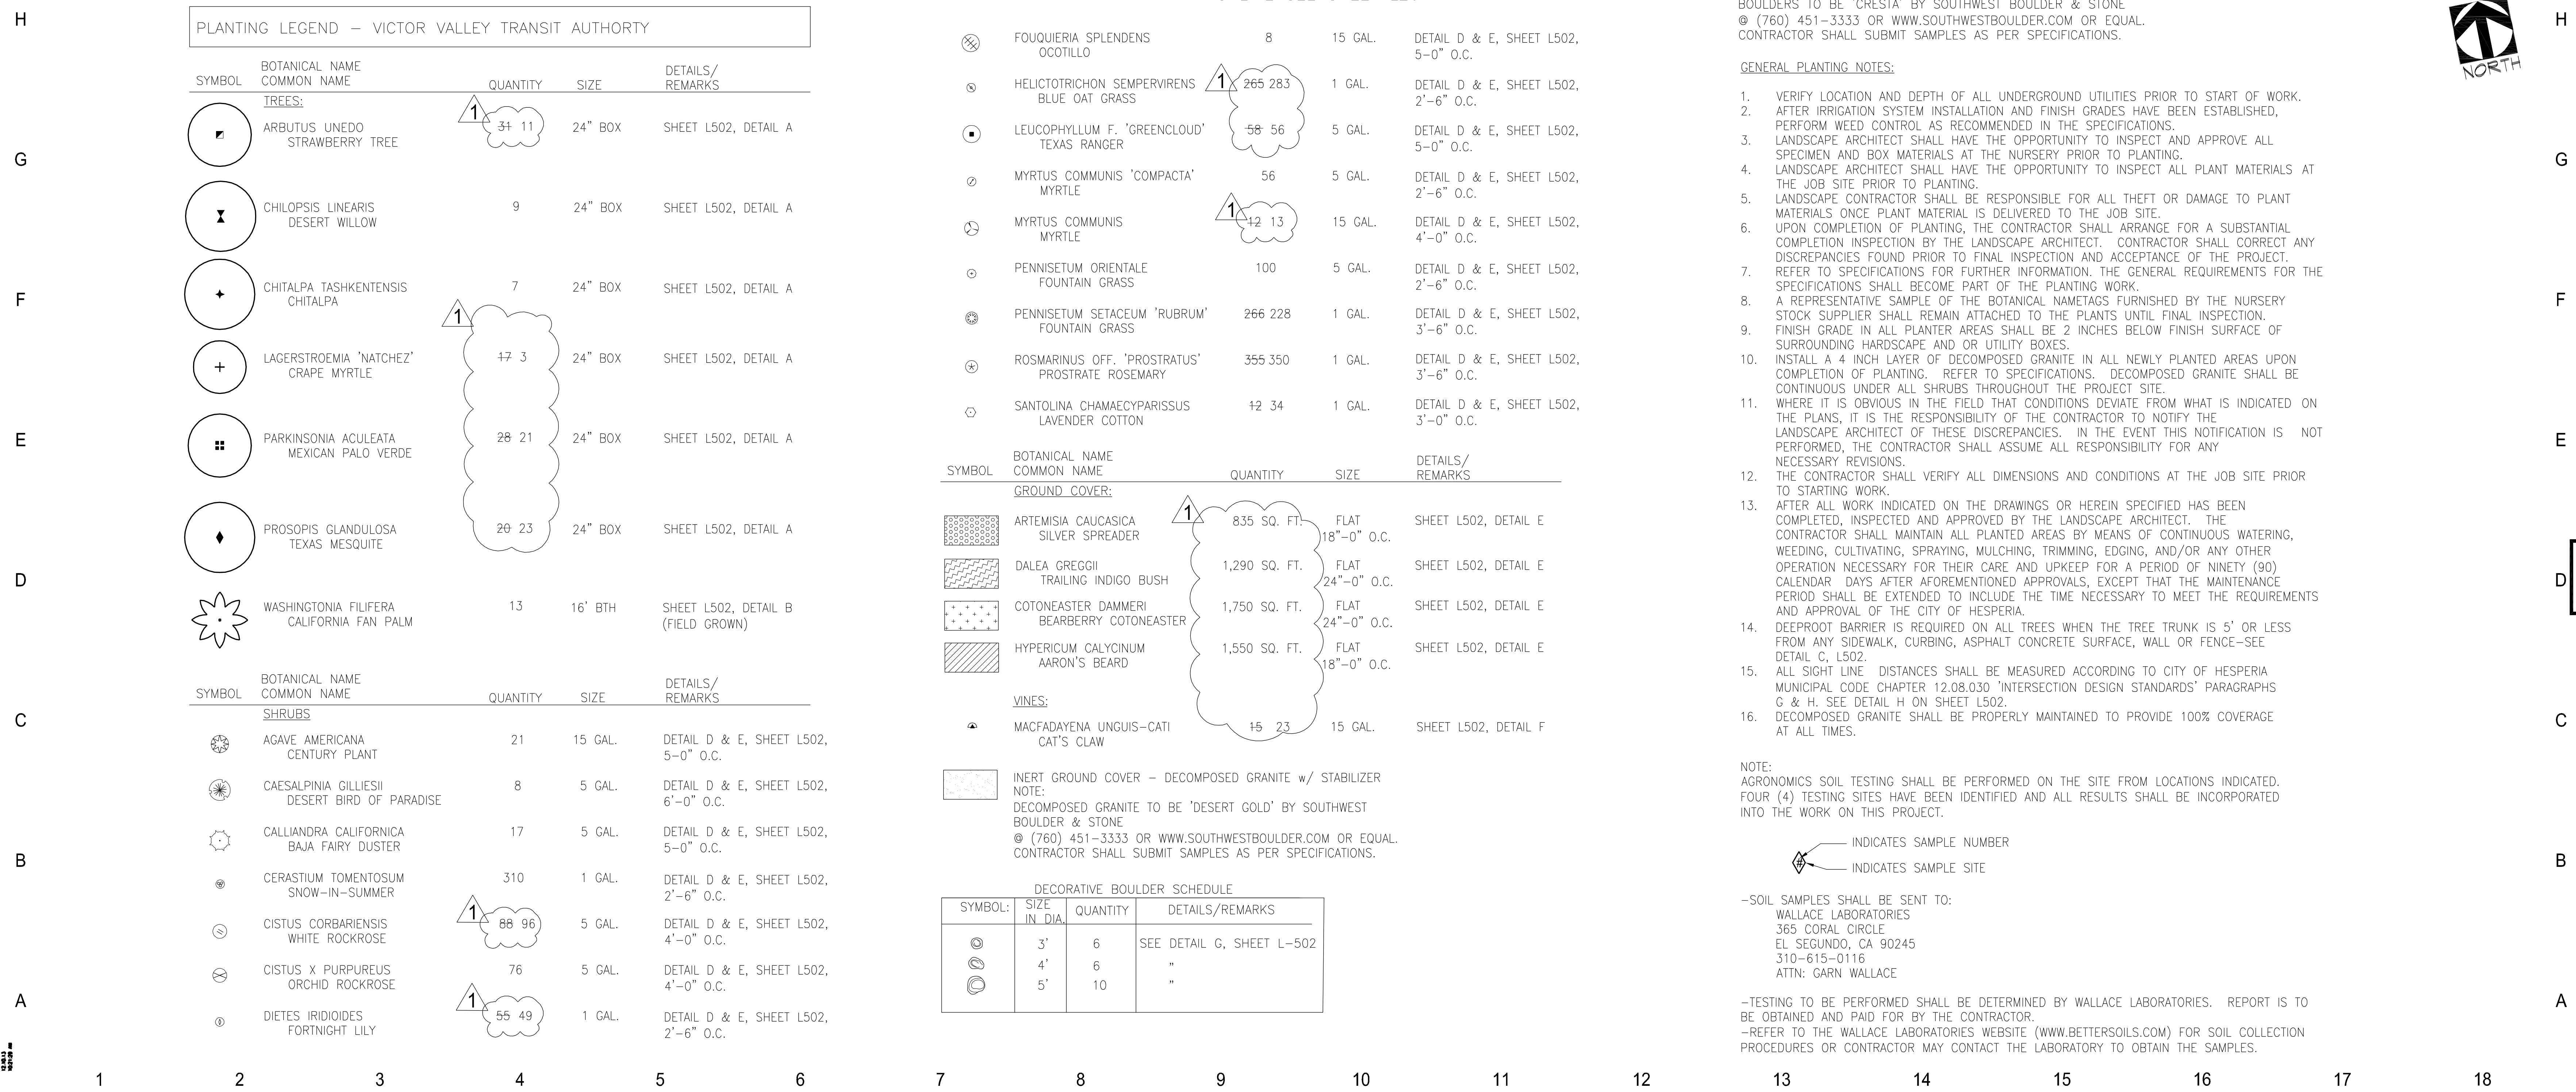 PLANTING LEGEND – VICTOR VALLEY TRANSIT AUTHORTY
SYMBOL BOTANICAL NAME COMMON NAME QUANTITY SIZE DETAILS/ REMARKS
TREES:
ARBUTUS UNEDO 1 31 11 24" BOX SHEET L502, DETAIL A
STRAWBERRY TREE
CHILOPSIS LINEARIS 9 24" BOX SHEET L502, DETAIL A
DESERT WILLOW
CHITALPA TASHKENTENSIS 7 24" BOX SHEET L502, DETAIL A
CHITALPA
1
LAGERSTROEMIA 'NATCHEZ' 17 3 24" BOX SHEET L502, DETAIL A
CRAPE MYRTLE
PARKINSONIA ACULEATA 28 21 24" BOX SHEET L502, DETAIL A
MEXICAN PALO VERDE
PROSOPIS GLANDULOSA 20 23 24" BOX SHEET L502, DETAIL A
TEXAS MESQUITE
WASHINGTONIA FILIFERA 13 16' BTH SHEET L502, DETAIL B
CALIFORNIA FAN PALM (FIELD GROWN)
SYMBOL BOTANICAL NAME COMMON NAME QUANTITY SIZE DETAILS/ REMARKS
SHRUBS
AGAVE AMERICANA 21 15 GAL. DETAIL D & E, SHEET L502,
CENTURY PLANT 5-0" O.C.
CAESALPINIA GILLIESII 8 5 GAL. DETAIL D & E, SHEET L502,
DESERT BIRD OF PARADISE 6'-0" O.C.
CALLIANDRA CALIFORNICA 17 5 GAL. DETAIL D & E, SHEET L502,
BAJA FAIRY DUSTER 5-0" O.C.
CERASTIUM TOMENTOSUM 310 1 GAL. DETAIL D & E, SHEET L502,
SNOW-IN-SUMMER 2'-6" O.C.
CISTUS CORBARIENSIS 1 88 96 5 GAL. DETAIL D & E, SHEET L502,
WHITE ROCKROSE 4'-0" O.C.
CISTUS X PURPUREUS 76 5 GAL. DETAIL D & E, SHEET L502,
ORCHID ROCKROSE 4'-0" O.C.
DIETES IRIDIOIDES 1 55 49 1 GAL. DETAIL D & E, SHEET L502,
FORTNIGHT LILY 2'-6" O.C.
FOUQUIERIA SPLENDENS 8 15 GAL. DETAIL D & E, SHEET L502,
OCOTILLO 5-0" O.C.
HELICTOTRICHON SEMPERVIRENS 1 265 283 1 GAL. DETAIL D & E, SHEET L502,
BLUE OAT GRASS 2'-6" O.C.
LEUCOPHYLLUM F. 'GREENCLOUD' 58 56 5 GAL. DETAIL D & E, SHEET L502,
TEXAS RANGER 5-0" O.C.
MYRTUS COMMUNIS 'COMPACTA' 56 5 GAL. DETAIL D & E, SHEET L502,
MYRTLE 2'-6" O.C.
MYRTUS COMMUNIS 1 12 13 15 GAL. DETAIL D & E, SHEET L502,
MYRTLE 4'-0" O.C.
PENNISETUM ORIENTALE 100 5 GAL. DETAIL D & E, SHEET L502,
FOUNTAIN GRASS 2'-6" O.C.
PENNISETUM SETACEUM 'RUBRUM' 266 228 1 GAL. DETAIL D & E, SHEET L502,
FOUNTAIN GRASS 3'-6" O.C.
ROSMARINUS OFF. 'PROSTRATUS' 355 350 1 GAL. DETAIL D & E, SHEET L502,
PROSTRATE ROSEMARY 3'-6" O.C.
SANTOLINA CHAMAECYPARISSUS 12 34 1 GAL. DETAIL D & E, SHEET L502,
LAVENDER COTTON 3'-0" O.C.
SYMBOL BOTANICAL NAME COMMON NAME QUANTITY SIZE DETAILS/ REMARKS
GROUND COVER:
ARTEMISIA CAUCASICA 1 835 SQ. FT. FLAT SHEET L502, DETAIL E
SILVER SPREADER 18"-0" O.C.
DALEA GREGGII 1,290 SQ. FT. FLAT SHEET L502, DETAIL E
TRAILING INDIGO BUSH 24"-0" O.C.
COTONEASTER DAMMERI 1,750 SQ. FT. FLAT SHEET L502, DETAIL E
BEARBERRY COTONEASTER 24"-0" O.C.
HYPERICUM CALYCINUM 1,550 SQ. FT. FLAT SHEET L502, DETAIL E
AARON'S BEARD 18"-0" O.C.
VINES:
MACFADAYENA UNGUIS-CATI 15 23 15 GAL. SHEET L502, DETAIL F
CAT'S CLAW
INERT GROUND COVER – DECOMPOSED GRANITE w/ STABILIZER
NOTE:
DECOMPOSED GRANITE TO BE 'DESERT GOLD' BY SOUTHWEST
BOULDER & STONE
@ (760) 451-3333 OR WWW.SOUTHWESTBOULDER.COM OR EQUAL.
CONTRACTOR SHALL SUBMIT SAMPLES AS PER SPECIFICATIONS.
DECORATIVE BOULDER SCHEDULE
SYMBOL: SIZE IN DIA. QUANTITY DETAILS/REMARKS
3' 6 SEE DETAIL G, SHEET L-502
4' 6 "
5' 10 "
BOULDERS TO BE 'CRESTA' BY SOUTHWEST BOULDER & STONE
@ (760) 451-3333 OR WWW.SOUTHWESTBOULDER.COM OR EQUAL.
CONTRACTOR SHALL SUBMIT SAMPLES AS PER SPECIFICATIONS.
NORTH
GENERAL PLANTING NOTES:
1. VERIFY LOCATION AND DEPTH OF ALL UNDERGROUND UTILITIES PRIOR TO START OF WORK.
2. AFTER IRRIGATION SYSTEM INSTALLATION AND FINISH GRADES HAVE BEEN ESTABLISHED,
PERFORM WEED CONTROL AS RECOMMENDED IN THE SPECIFICATIONS.
3. LANDSCAPE ARCHITECT SHALL HAVE THE OPPORTUNITY TO INSPECT AND APPROVE ALL
SPECIMEN AND BOX MATERIALS AT THE NURSERY PRIOR TO PLANTING.
4. LANDSCAPE ARCHITECT SHALL HAVE THE OPPORTUNITY TO INSPECT ALL PLANT MATERIALS AT
THE JOB SITE PRIOR TO PLANTING.
5. LANDSCAPE CONTRACTOR SHALL BE RESPONSIBLE FOR ALL THEFT OR DAMAGE TO PLANT
MATERIALS ONCE PLANT MATERIAL IS DELIVERED TO THE JOB SITE.
6. UPON COMPLETION OF PLANTING, THE CONTRACTOR SHALL ARRANGE FOR A SUBSTANTIAL
COMPLETION INSPECTION BY THE LANDSCAPE ARCHITECT. CONTRACTOR SHALL CORRECT ANY
DISCREPANCIES FOUND PRIOR TO FINAL INSPECTION AND ACCEPTANCE OF THE PROJECT.
7. REFER TO SPECIFICATIONS FOR FURTHER INFORMATION. THE GENERAL REQUIREMENTS FOR THE
SPECIFICATIONS SHALL BECOME PART OF THE PLANTING WORK.
8. A REPRESENTATIVE SAMPLE OF THE BOTANICAL NAMETAGS FURNISHED BY THE NURSERY
STOCK SUPPLIER SHALL REMAIN ATTACHED TO THE PLANTS UNTIL FINAL INSPECTION.
9. FINISH GRADE IN ALL PLANTER AREAS SHALL BE 2 INCHES BELOW FINISH SURFACE OF
SURROUNDING HARDSCAPE AND OR UTILITY BOXES.
10. INSTALL A 4 INCH LAYER OF DECOMPOSED GRANITE IN ALL NEWLY PLANTED AREAS UPON
COMPLETION OF PLANTING. REFER TO SPECIFICATIONS. DECOMPOSED GRANITE SHALL BE
CONTINUOUS UNDER ALL SHRUBS THROUGHOUT THE PROJECT SITE.
11. WHERE IT IS OBVIOUS IN THE FIELD THAT CONDITIONS DEVIATE FROM WHAT IS INDICATED ON
THE PLANS, IT IS THE RESPONSIBILITY OF THE CONTRACTOR TO NOTIFY THE
LANDSCAPE ARCHITECT OF THESE DISCREPANCIES. IN THE EVENT THIS NOTIFICATION IS NOT
PERFORMED, THE CONTRACTOR SHALL ASSUME ALL RESPONSIBILITY FOR ANY
NECESSARY REVISIONS.
12. THE CONTRACTOR SHALL VERIFY ALL DIMENSIONS AND CONDITIONS AT THE JOB SITE PRIOR
TO STARTING WORK.
13. AFTER ALL WORK INDICATED ON THE DRAWINGS OR HEREIN SPECIFIED HAS BEEN
COMPLETED, INSPECTED AND APPROVED BY THE LANDSCAPE ARCHITECT. THE
CONTRACTOR SHALL MAINTAIN ALL PLANTED AREAS BY MEANS OF CONTINUOUS WATERING,
WEEDING, CULTIVATING, SPRAYING, MULCHING, TRIMMING, EDGING, AND/OR ANY OTHER
OPERATION NECESSARY FOR THEIR CARE AND UPKEEP FOR A PERIOD OF NINETY (90)
CALENDAR DAYS AFTER AFOREMENTIONED APPROVALS, EXCEPT THAT THE MAINTENANCE
PERIOD SHALL BE EXTENDED TO INCLUDE THE TIME NECESSARY TO MEET THE REQUIREMENTS
AND APPROVAL OF THE CITY OF HESPERIA.
14. DEEPROOT BARRIER IS REQUIRED ON ALL TREES WHEN THE TREE TRUNK IS 5' OR LESS
FROM ANY SIDEWALK, CURBING, ASPHALT CONCRETE SURFACE, WALL OR FENCE-SEE
DETAIL C, L502.
15. ALL SIGHT LINE DISTANCES SHALL BE MEASURED ACCORDING TO CITY OF HESPERIA
MUNICIPAL CODE CHAPTER 12.08.030 'INTERSECTION DESIGN STANDARDS' PARAGRAPHS
G & H. SEE DETAIL H ON SHEET L502.
16. DECOMPOSED GRANITE SHALL BE PROPERLY MAINTAINED TO PROVIDE 100% COVERAGE
AT ALL TIMES.
NOTE:
AGRONOMICS SOIL TESTING SHALL BE PERFORMED ON THE SITE FROM LOCATIONS INDICATED.
FOUR (4) TESTING SITES HAVE BEEN IDENTIFIED AND ALL RESULTS SHALL BE INCORPORATED
INTO THE WORK ON THIS PROJECT.
INDICATES SAMPLE NUMBER
#
INDICATES SAMPLE SITE
-SOIL SAMPLES SHALL BE SENT TO:
WALLACE LABORATORIES
365 CORAL CIRCLE
EL SEGUNDO, CA 90245
310-615-0116
ATTN: GARN WALLACE
-TESTING TO BE PERFORMED SHALL BE DETERMINED BY WALLACE LABORATORIES. REPORT IS TO
BE OBTAINED AND PAID FOR BY THE CONTRACTOR.
-REFER TO THE WALLACE LABORATORIES WEBSITE (WWW.BETTERSOILS.COM) FOR SOIL COLLECTION
PROCEDURES OR CONTRACTOR MAY CONTACT THE LABORATORY TO OBTAIN THE SAMPLES.
H H
G G
F F
E E
D D
C C
B B
A A
1 2 3 4 5 6 7 8 9 10 11 12 13 14 15 16 17 18